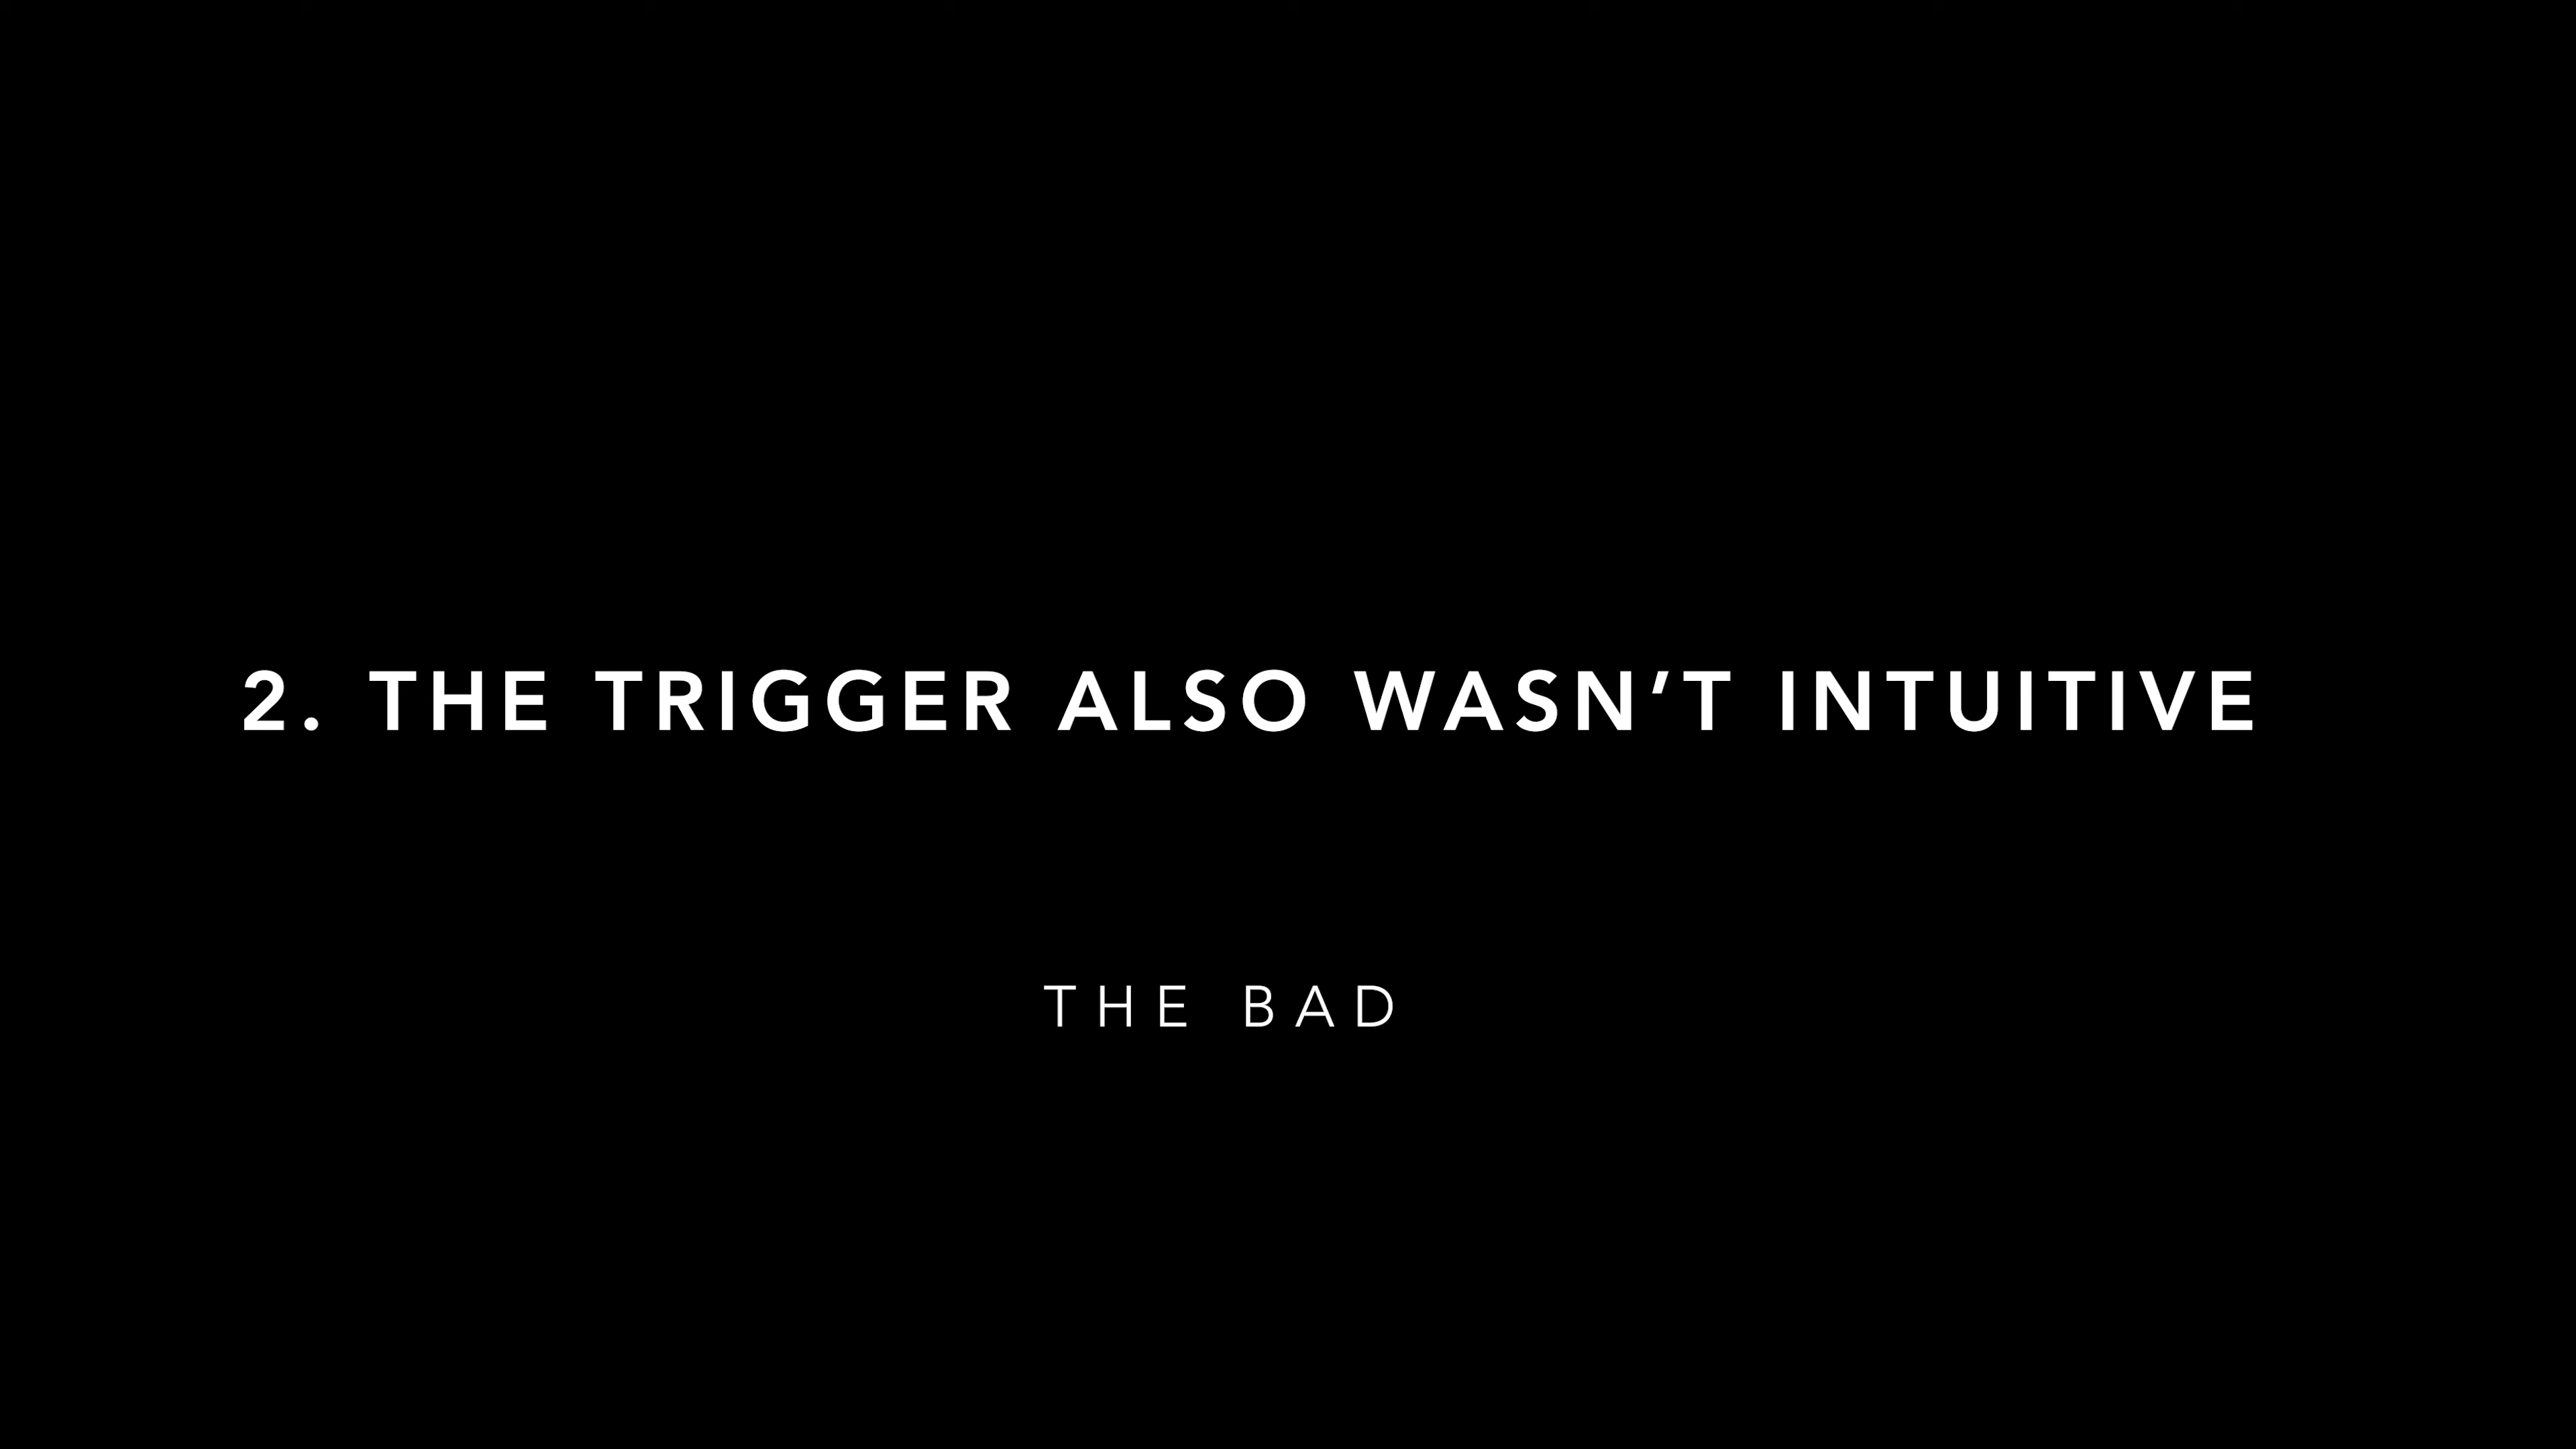 2. THE TRIGGER ALSO WASN’T INTUITIVE
THE BAD